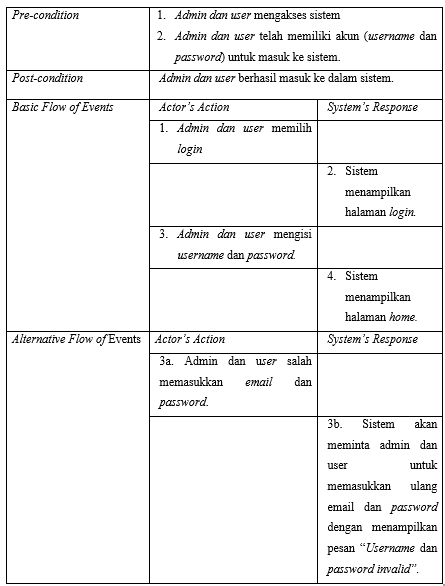 Pre-condition
1. Admin dan user mengakses sistem
2. Admin dan user telah memiliki akun (username dan
password) untuk masuk ke sistem.
Post-condition
Admin dan user berhasil masuk ke dalam sistem.
Basic Flow of Events
Actor's Action
System's Response
1. Admin dan user memilih
login
2. Sistem
menampilkan
halaman login.
3. Admin dan user mengisi
username dan password.
4. Sistem
menampilkan
halaman home.
Alternative Flow of Events
Actor's Action
System's Response
3a. Admin dan user salah
memasukkan email dan
password.
3b. Sistem akan
meminta admin dan
user untuk
memasukkan ulang
email dan password
dengan menampilkan
pesan “Username dan
password invalid”.